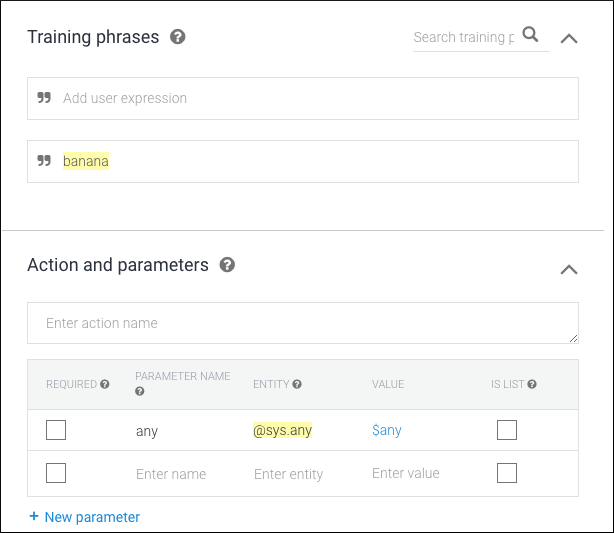 Training phrases ?
Search training p
❞ Add user expression
❞ banana
Action and parameters ?
Enter action name
REQUIRED ? PARAMETER NAME ? ENTITY ? VALUE IS LIST ?
any @sys.any $any
Enter name Enter entity Enter value
+ New parameter